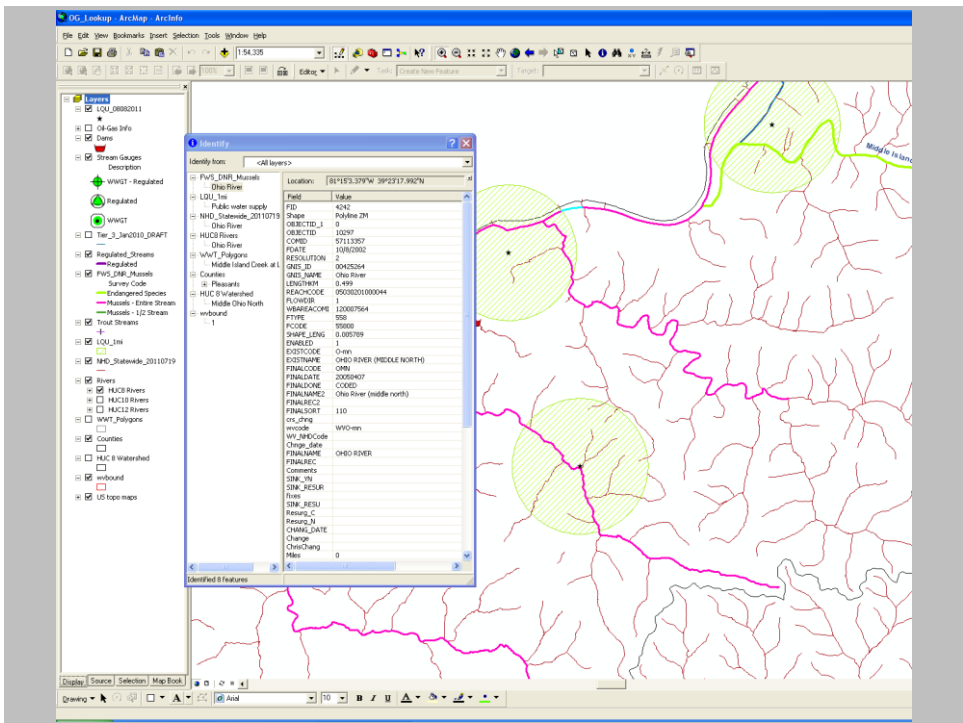 OG_Lookup - ArcMap - ArcInfo
File Edit View Bookmarks Insert Selection Tools Window Help
1:54,335
100% Editor Task: Create New Feature Target:
Layers
LQU_08082011
Oil-Gas Info
Dams
Stream Gauges
Description
WWGT - Regulated
Regulated
WWGT
Tier_3_Jan2010_DRAFT
Regulated_Streams
Regulated
FWS_DNR_Mussels
Survey Code
Endangered Species
Mussels - Entire Stream
Mussels - 1/2 Stream
Trout Streams
LQU_1mi
NHD_Statewide_20110719
Rivers
HUC8 Rivers
HUC10 Rivers
HUC12 Rivers
WWT_Polygons
Counties
HUC 8 Watershed
wvbound
US topo maps
Display Source Selection Map Book
Identify
Identify from: <All layers>
FWS_DNR_Mussels
Ohio River
LQU_1mi
Public water supply
NHD_Statewide_20110719
Ohio River
HUC8 Rivers
Ohio River
WWT_Polygons
Middle Island Creek at L
Counties
Pleasants
HUC 8 Watershed
Middle Ohio North
wvbound
1
Location: 81°15'3.379"W 39°23'17.992"N
Field Value
FID 4242
Shape Polyline ZM
OBJECTID_1 0
OBJECTID 10297
COMID 57113357
FDATE 10/8/2002
RESOLUTION 2
GNIS_ID 00425264
GNIS_NAME Ohio River
LENGTHKM 0.499
REACHCODE 05030201000044
FLOWDIR 1
WBAREACOMI 120087564
FTYPE 558
FCODE 55800
SHAPE_LENG 0.005789
ENABLED 1
EXISTCODE O-mn
EXISTNAME OHIO RIVER (MIDDLE NORTH)
FINALCODE OMN
FINALDATE 20050407
FINALDONE CODED
FINALNAME2 Ohio River (middle north)
FINALREC2
FINALSORT 110
crs_chng
wvcode WVO-mn
WV_NHDCode
Chnge_date
FINALNAME OHIO RIVER
FINALREC
Comments
SINK_YN
SINK_RESUR
fixes
SINK_RESU
Resurg_C
Resurg_N
CHANG_DATE
Change
ChrisChang
Miles 0
Identified 8 features
Middle Islan
Drawing A Arial 10 B I U A